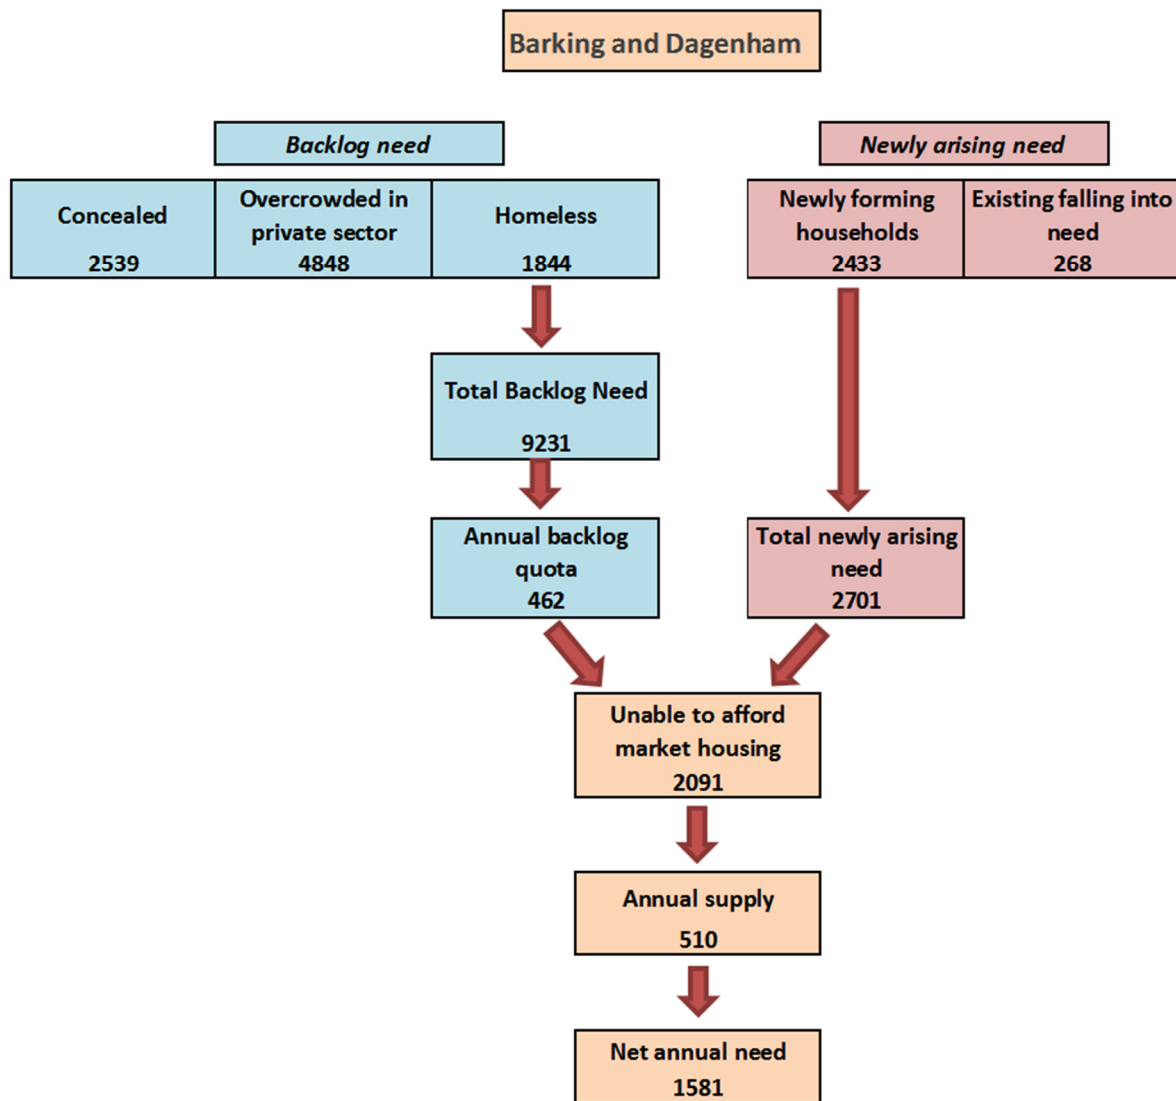 Barking and Dagenham
Backlog need
Newly arising need
Concealed
2539
Overcrowded in
private sector
4848
Homeless
1844
Newly forming
households
2433
Existing falling into
need
268
Total Backlog Need
9231
Annual backlog
quota
462
Total newly arising
need
2701
Unable to afford
market housing
2091
Annual supply
510
Net annual need
1581